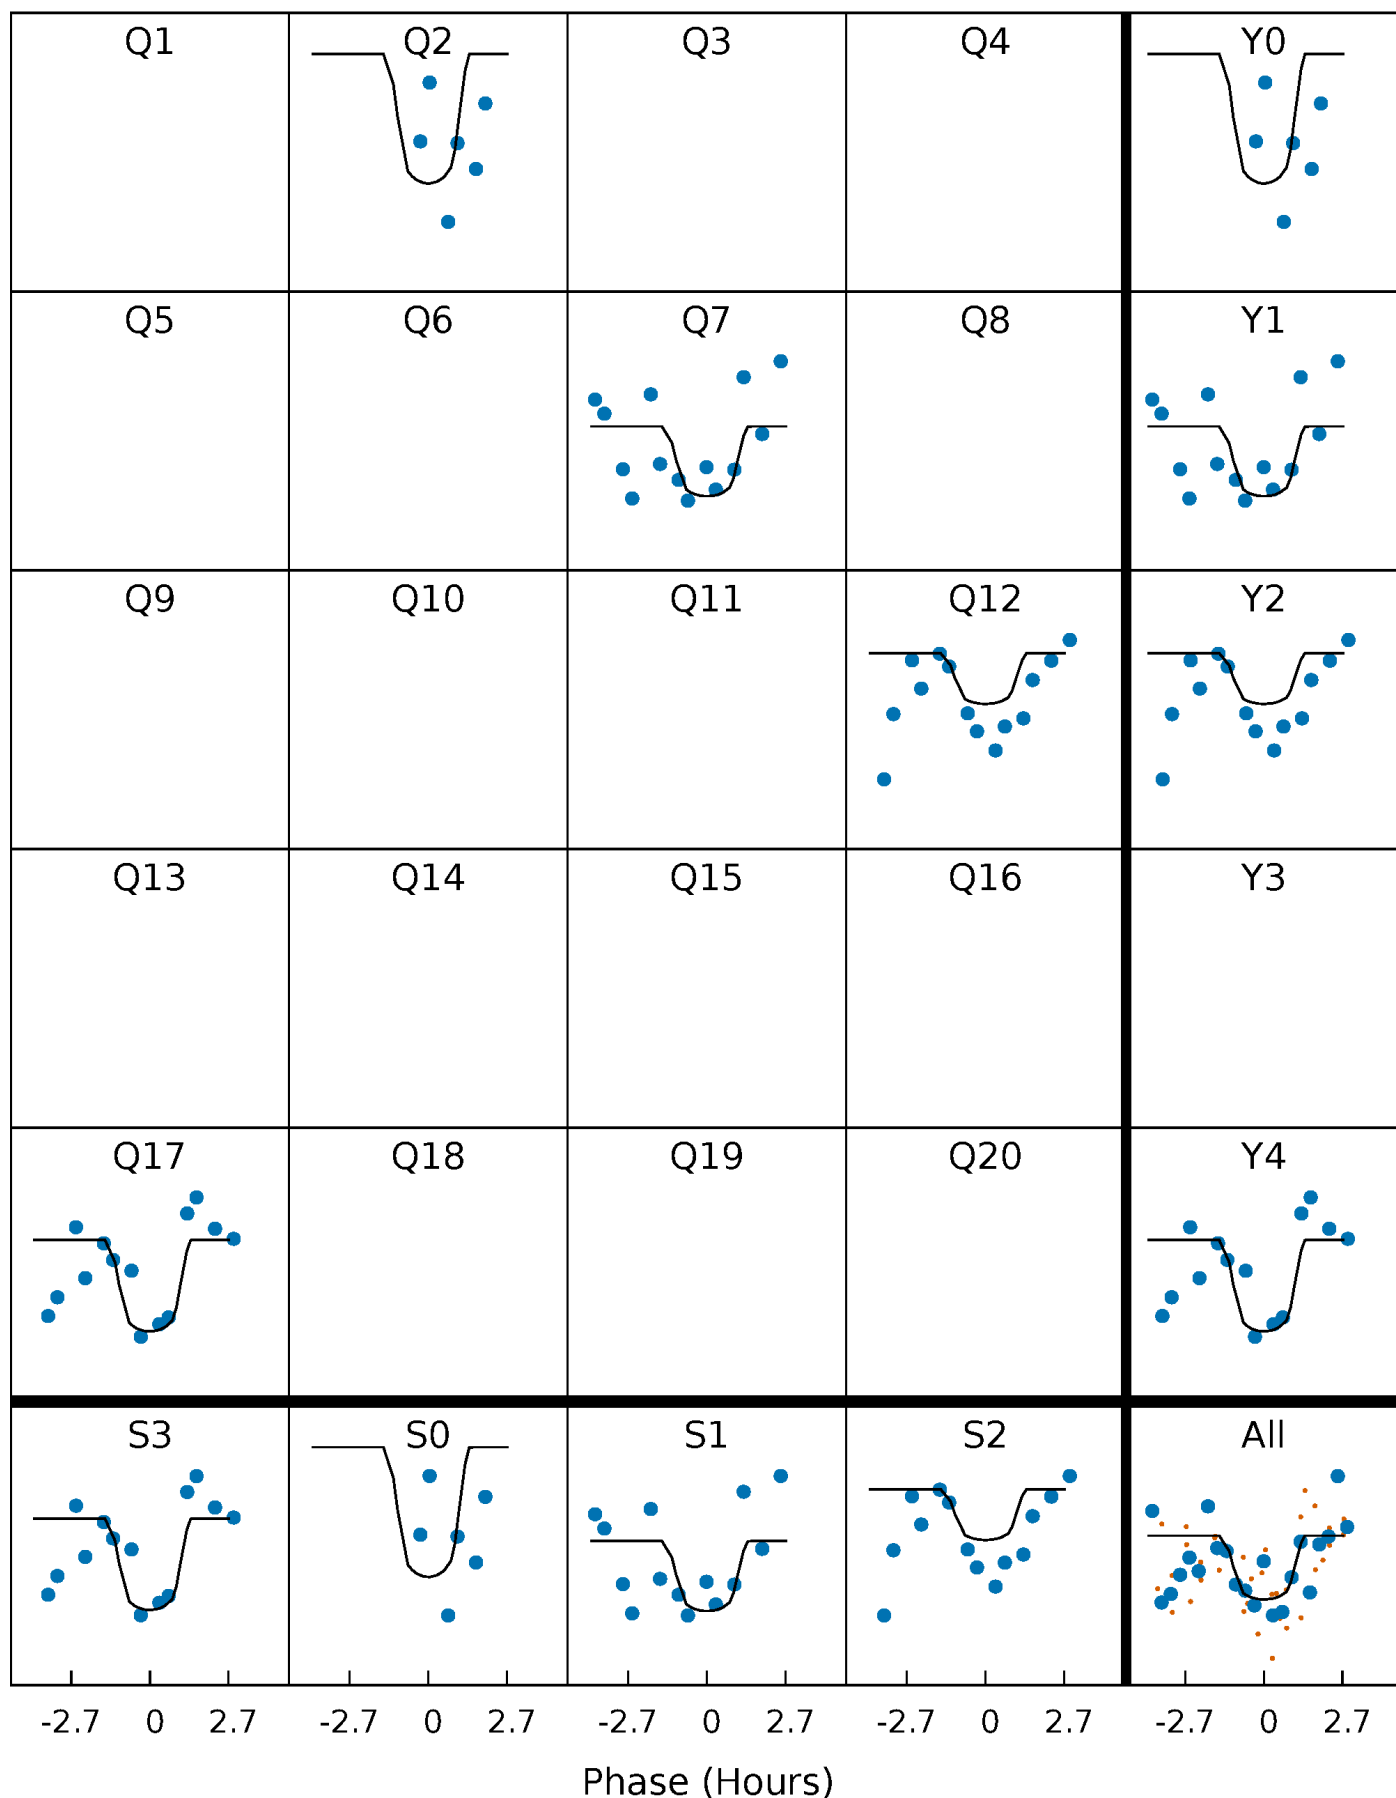 Q1 Q2 Q3 Q4 Y0
Q5 Q6 Q7 Q8 Y1
Q9 Q10 Q11 Q12 Y2
Q13 Q14 Q15 Q16 Y3
Q17 Q18 Q19 Q20 Y4
S3 S0 S1 S2 All
-2.7 0 2.7 -2.7 0 2.7 -2.7 0 2.7 -2.7 0 2.7 -2.7 0 2.7
Phase (Hours)